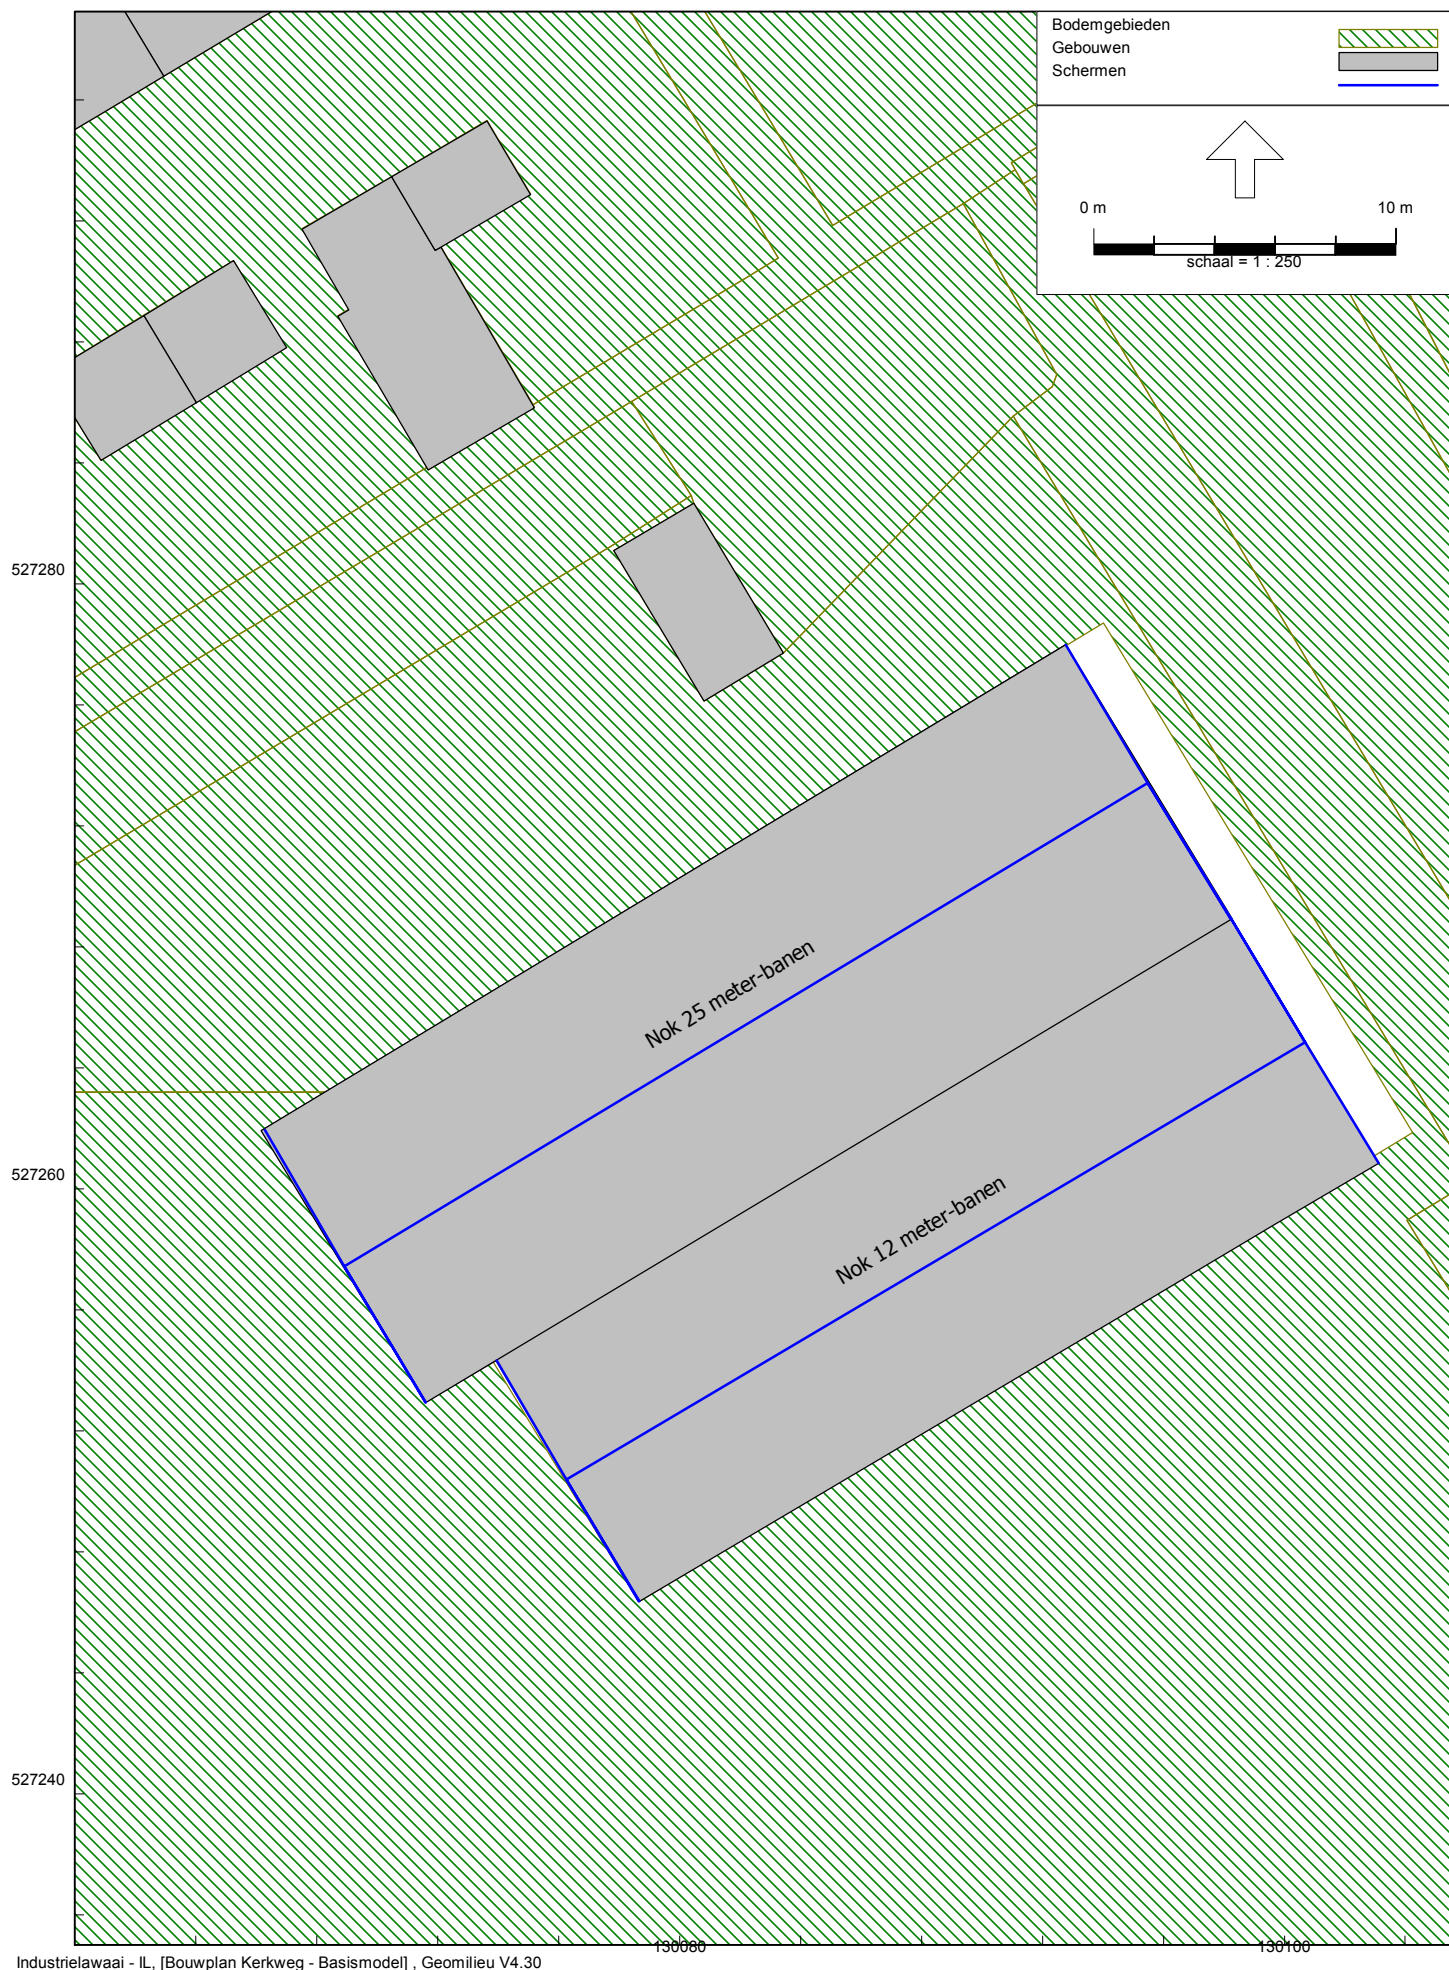 Bodemgebieden
Gebouwen
Schermen
0 m 10 m
schaal = 1 : 250
527280
Nok 25 meter-banen
527260
Nok 12 meter-banen
527240
130080 130100
Industrielawaai - IL, [Bouwplan Kerkweg - Basismodel] , Geomilieu V4.30